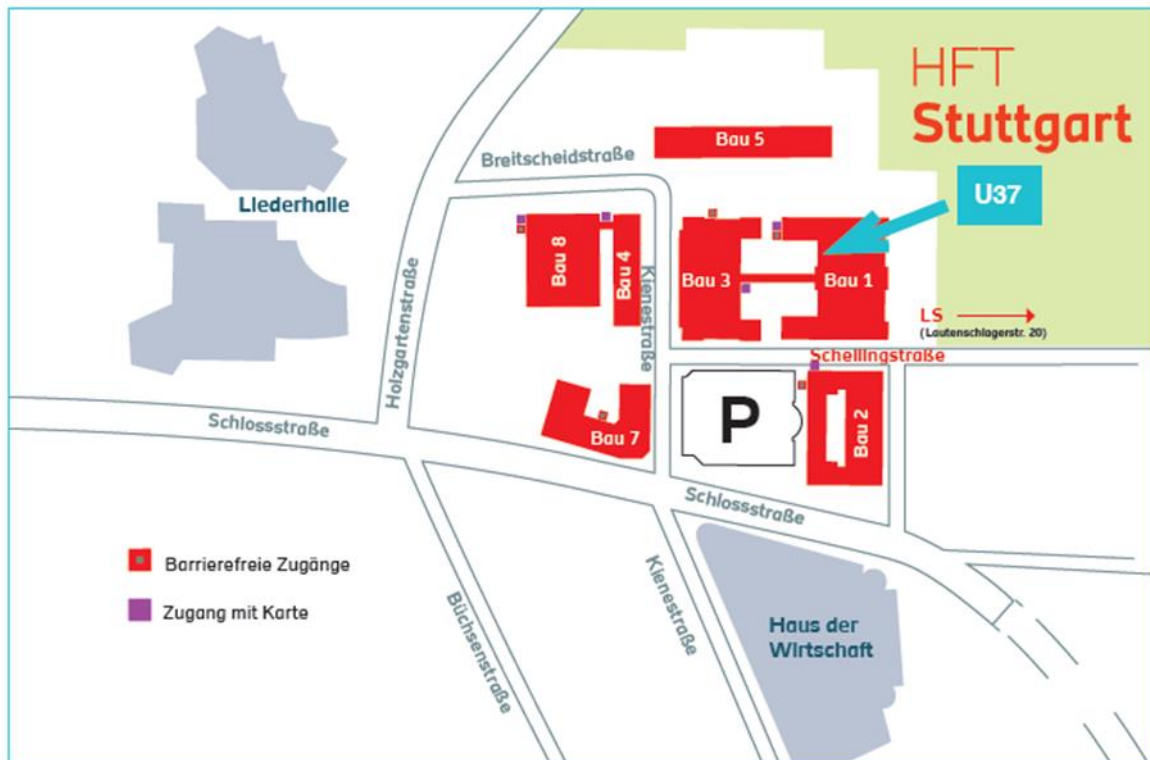 HFT
Stuttgart
U37
Bau 5
Breitscheidstraße
Liederhalle
Bau 8
Bau 4
Kienestraße
Bau 3
Bau 1
Holzgartenstraße
LS
(Lautenschlagerstr. 20)
Schellingstraße
Schlossstraße
Bau 7
P
Bau 2
Schlossstraße
Barrierefreie Zugänge
Zugang mit Karte
Büchsenstraße
Kienestraße
Haus der
Wirtschaft